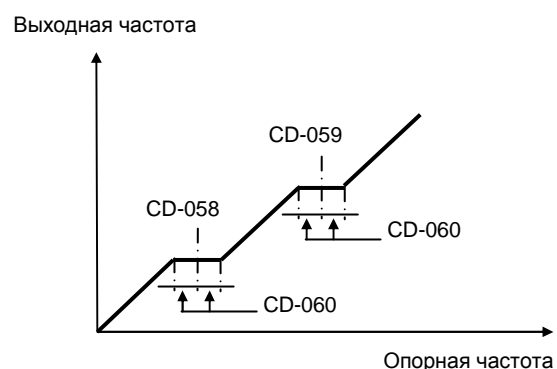 Выходная частота
CD-059
CD-058
CD-060
CD-060
Опорная частота